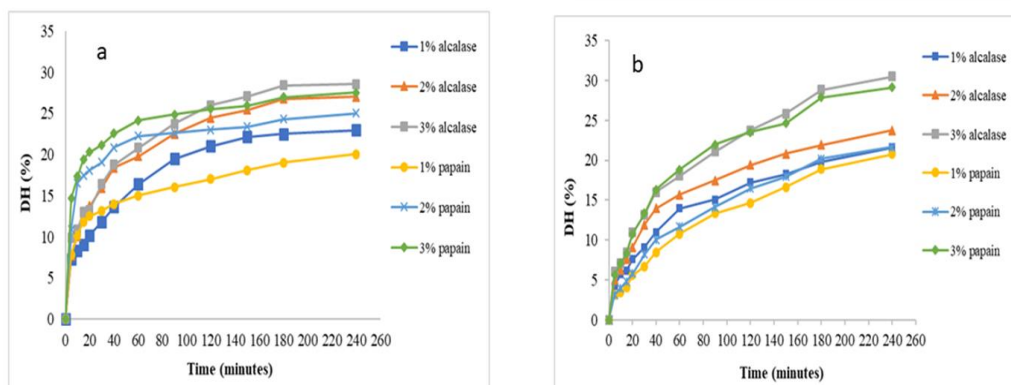 a
35
30
25
20
15
10
5
0
DH (%)
0 20 40 60 80 100 120 140 160 180 200 220 240 260
Time (minutes)
1% alcalase
2% alcalase
3% alcalase
1% papain
2% papain
3% papain
b
35
30
25
20
15
10
5
0
DH (%)
0 20 40 60 80 100 120 140 160 180 200 220 240 260
Time (minutes)
1% alcalase
2% alcalase
3% alcalase
1% papain
2% papain
3% papain